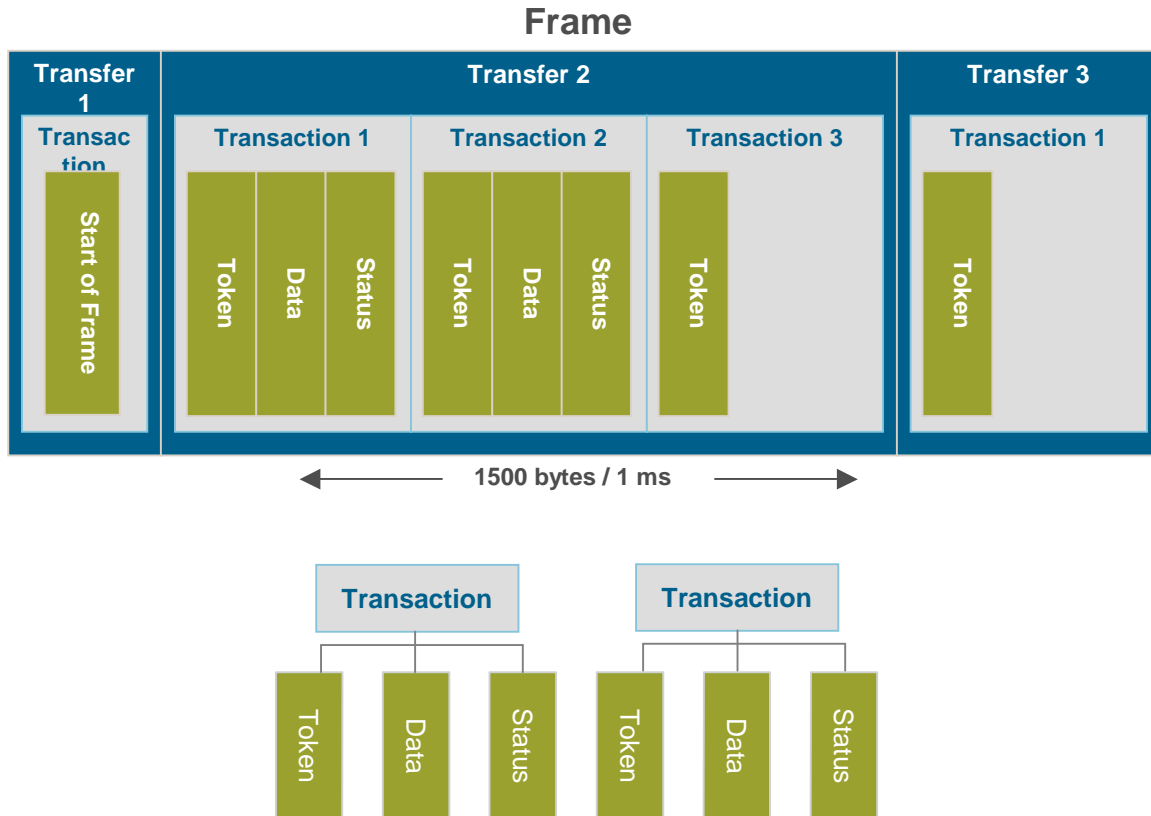 Frame
Transfer
1
Transfer 2
Transfer 3
Transac
tion
Transaction 1
Transaction 2
Transaction 3
Transaction 1
Start of Frame
Token
Data
Status
Token
Data
Status
Token
Token
1500 bytes / 1 ms
Transaction
Transaction
Token
Data
Status
Token
Data
Status